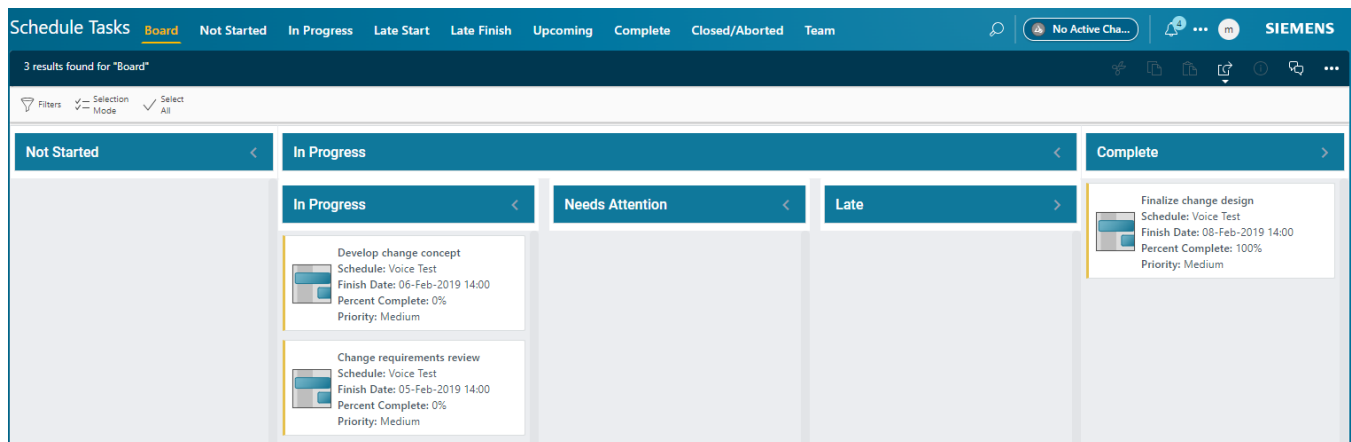 Schedule Tasks Board Not Started In Progress Late Start Late Finish Upcoming Complete Closed/Aborted Team No Active Cha... 4 m SIEMENS
3 results found for "Board"
Filters Selection Mode Select All
Not Started In Progress Complete
In Progress Needs Attention Late
Finalize change design
Schedule: Voice Test
Finish Date: 08-Feb-2019 14:00
Percent Complete: 100%
Priority: Medium
Develop change concept
Schedule: Voice Test
Finish Date: 06-Feb-2019 14:00
Percent Complete: 0%
Priority: Medium
Change requirements review
Schedule: Voice Test
Finish Date: 05-Feb-2019 14:00
Percent Complete: 0%
Priority: Medium